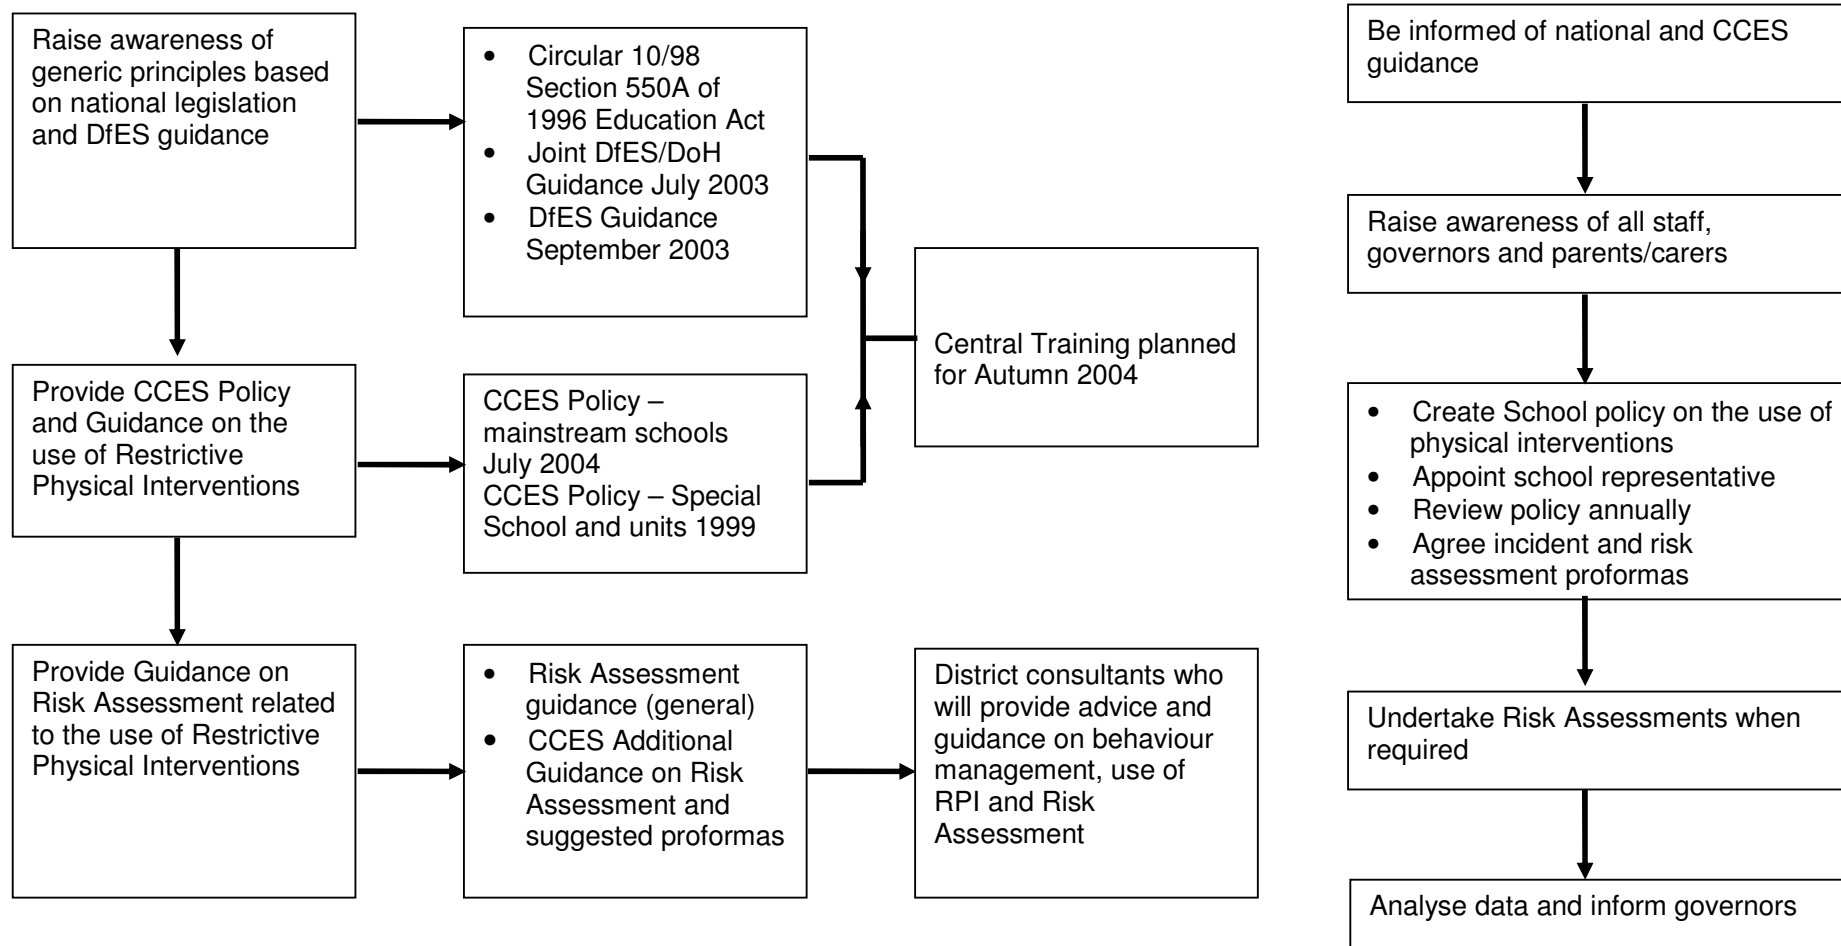 Raise awareness of
generic principles based
on national legislation
and DfES guidance
• Circular 10/98
Section 550A of
1996 Education Act
• Joint DfES/DoH
Guidance July 2003
• DfES Guidance
September 2003
Provide CCES Policy
and Guidance on the
use of Restrictive
Physical Interventions
CCES Policy –
mainstream schools
July 2004
CCES Policy – Special
School and units 1999
Central Training planned
for Autumn 2004
Provide Guidance on
Risk Assessment related
to the use of Restrictive
Physical Interventions
• Risk Assessment
guidance (general)
• CCES Additional
Guidance on Risk
Assessment and
suggested proformas
District consultants who
will provide advice and
guidance on behaviour
management, use of
RPI and Risk
Assessment
Be informed of national and CCES
guidance
Raise awareness of all staff,
governors and parents/carers
• Create School policy on the use of
physical interventions
• Appoint school representative
• Review policy annually
• Agree incident and risk
assessment proformas
Undertake Risk Assessments when
required
Analyse data and inform governors